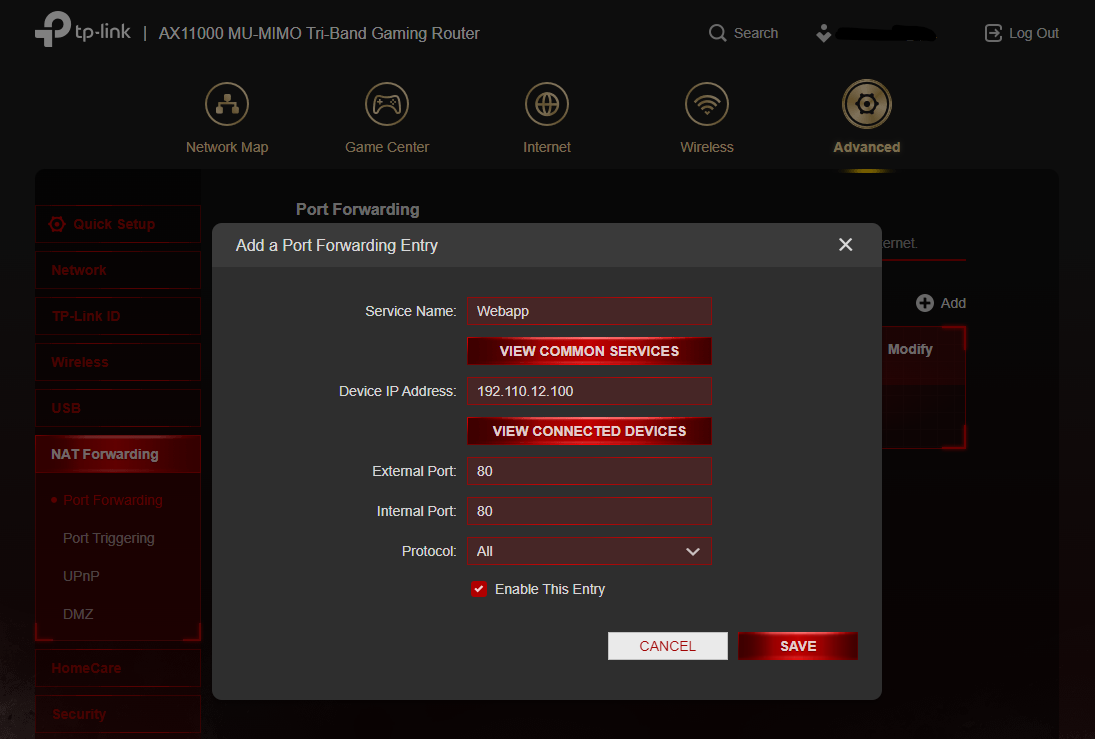 tp-link | AX11000 MU-MIMO Tri-Band Gaming Router
Search
Log Out
Network Map
Game Center
Internet
Wireless
Advanced
Quick Setup
Network
TP-Link ID
Wireless
USB
NAT Forwarding
Port Forwarding
Port Triggering
UPnP
DMZ
HomeCare
Security
Port Forwarding
Add
Modify
Add a Port Forwarding Entry
Service Name: Webapp
VIEW COMMON SERVICES
Device IP Address: 192.110.12.100
VIEW CONNECTED DEVICES
External Port: 80
Internal Port: 80
Protocol: All
Enable This Entry
CANCEL
SAVE